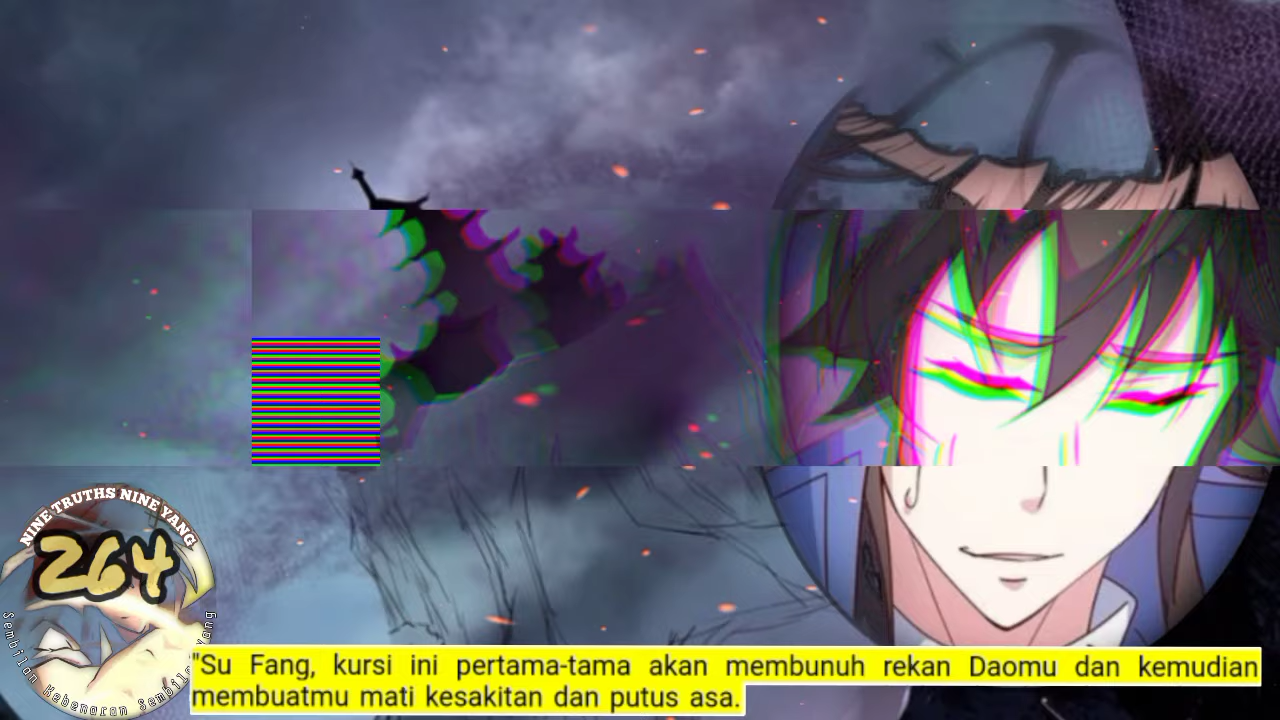 NINE TRUTHS NINE YANG
264
Sembilan Kebenaran Sembilan Yang
"Su Fang, kursi ini pertama-tama akan membunuh rekan Daomu dan kemudian
membuatmu mati kesakitan dan putus asa.